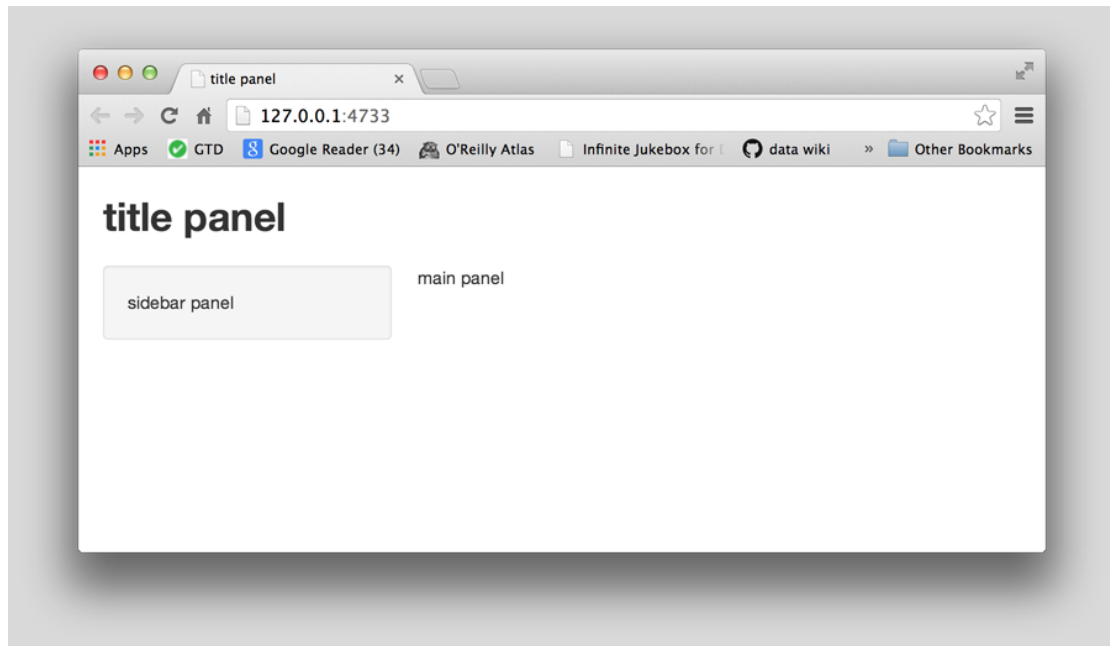 title panel
127.0.0.1:4733
Apps GTD Google Reader (34) O'Reilly Atlas Infinite Jukebox for data wiki » Other Bookmarks
title panel
sidebar panel
main panel